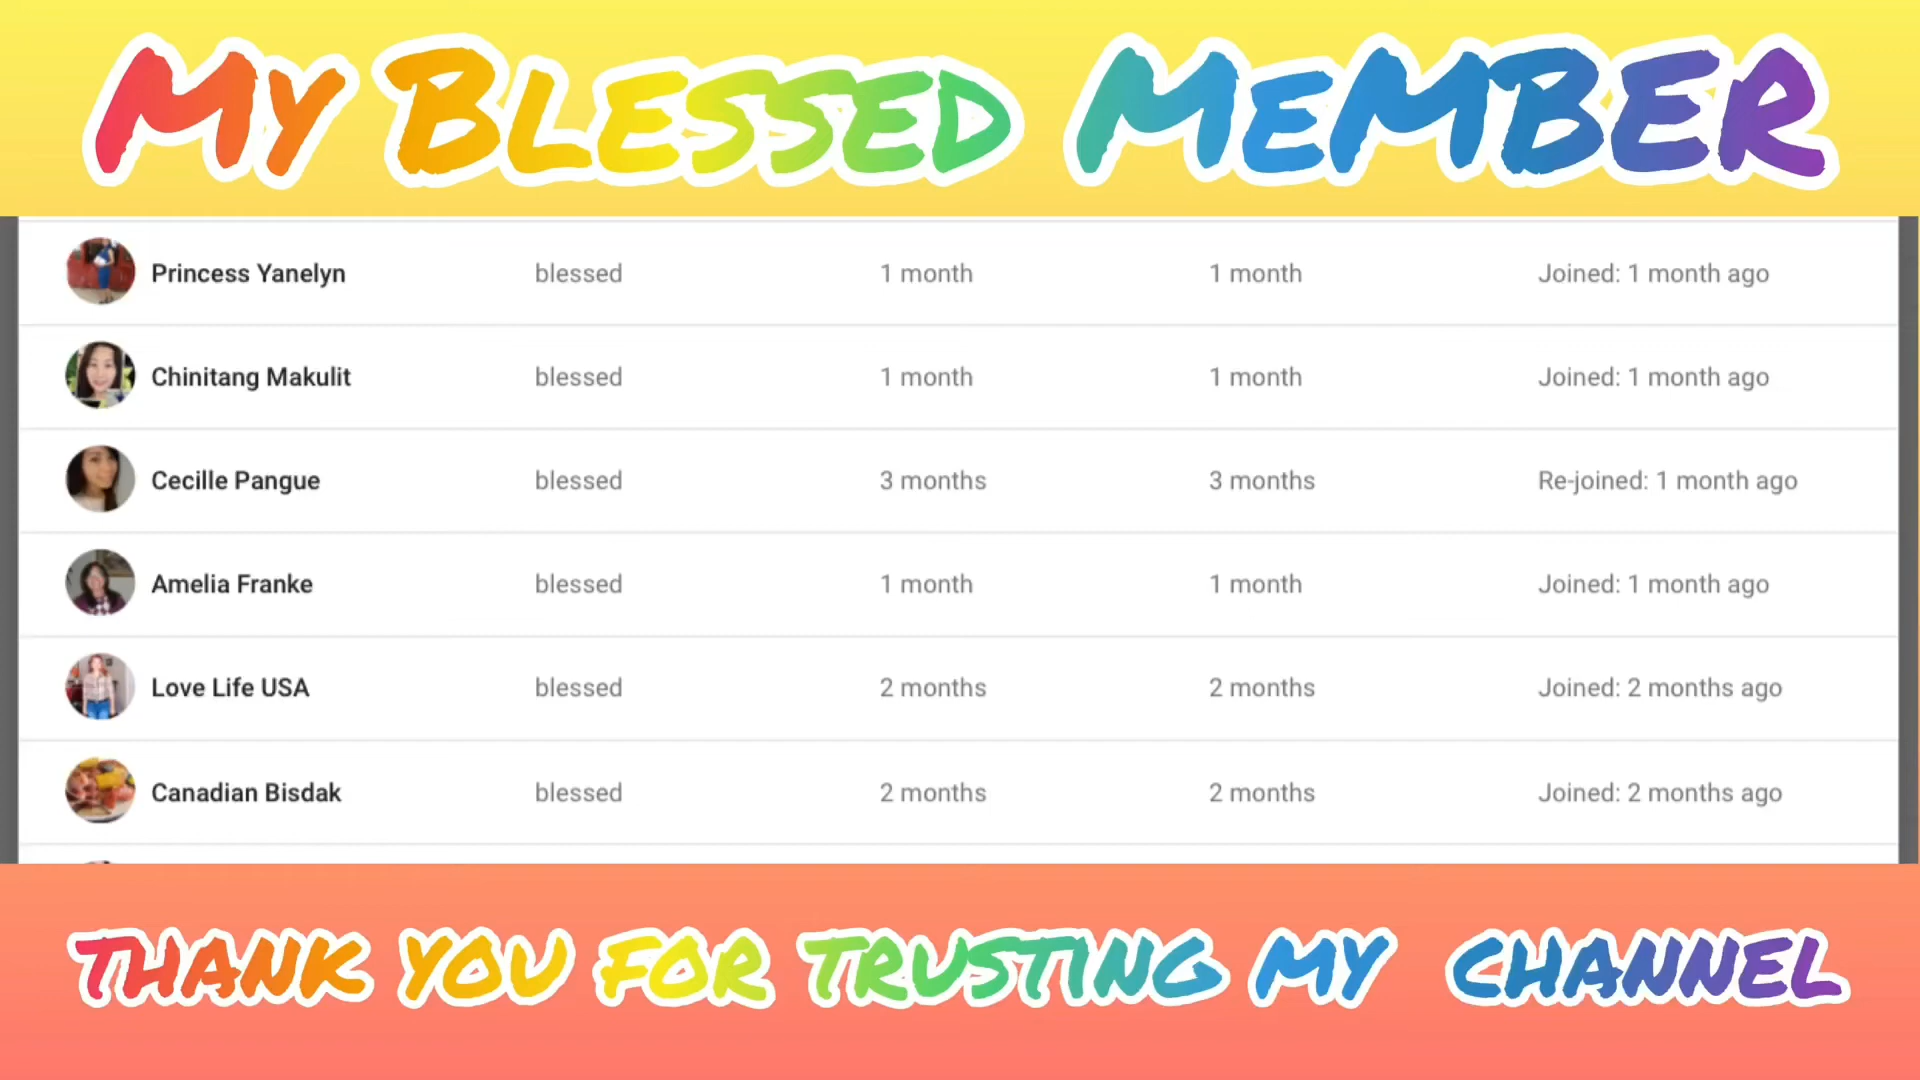 My Blessed MeMBER
Princess Yanelyn blessed 1 month 1 month Joined: 1 month ago
Chinitang Makulit blessed 1 month 1 month Joined: 1 month ago
Cecille Pangue blessed 3 months 3 months Re-joined: 1 month ago
Amelia Franke blessed 1 month 1 month Joined: 1 month ago
Love Life USA blessed 2 months 2 months Joined: 2 months ago
Canadian Bisdak blessed 2 months 2 months Joined: 2 months ago
THANK YOU FOR TRUSTING MY CHANNEL